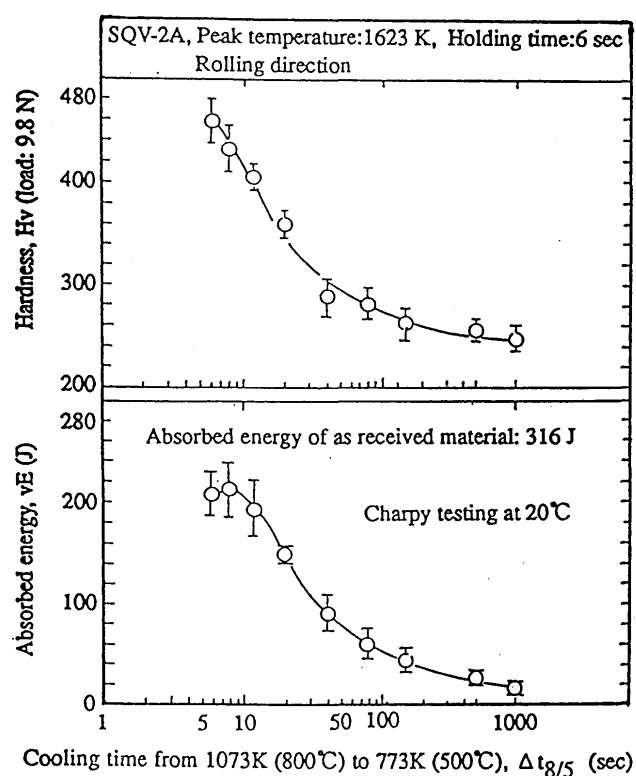 SQV-2A, Peak temperature:1623 K, Holding time:6 sec
Rolling direction
Hardness, Hv (load: 9.8 N)
480
400
300
200
Absorbed energy, vE (J)
280
200
100
0
Absorbed energy of as received material: 316 J
Charpy testing at 20℃
1 5 10 50 100 1000
Cooling time from 1073K (800℃) to 773K (500℃), Δt8/5 (sec)